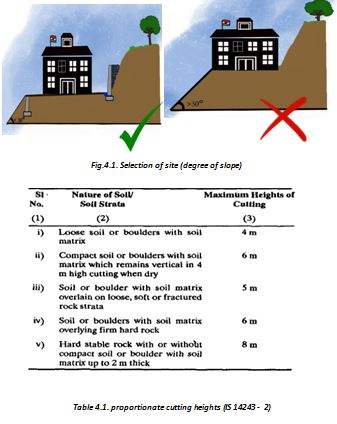 >30°
Fig.4.1. Selection of site (degree of slope)
Sl No. Nature of Soil/ Soil Strata Maximum Heights of Cutting
(1) (2) (3)
i) Loose soil or boulders with soil matrix 4 m
ii) Compact soil or boulders with soil matrix which remains vertical in 4 m high cutting when dry 6 m
iii) Soil or boulder with soil matrix overlain on loose, soft or fractured rock strata 5 m
iv) Soil or boulders with soil matrix overlying firm hard rock 6 m
v) Hard stable rock with or without compact soil or boulder with soil matrix up to 2 m thick 8 m
Table 4.1. proportionate cutting heights (IS 14243 - 2)